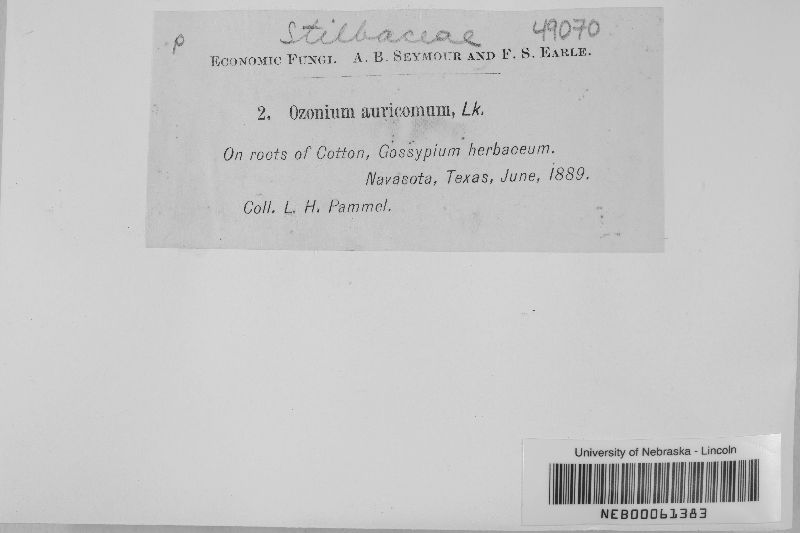 p Stilbaceae 49070
Economic Fungi. A. B. Seymour and F. S. Earle.
2. Ozonium auricomum, Lk.
On roots of Cotton, Gossypium herbaceum.
Navasota, Texas, June, 1889.
Coll. L. H. Pammel.
University of Nebraska - Lincoln
NEB00061383